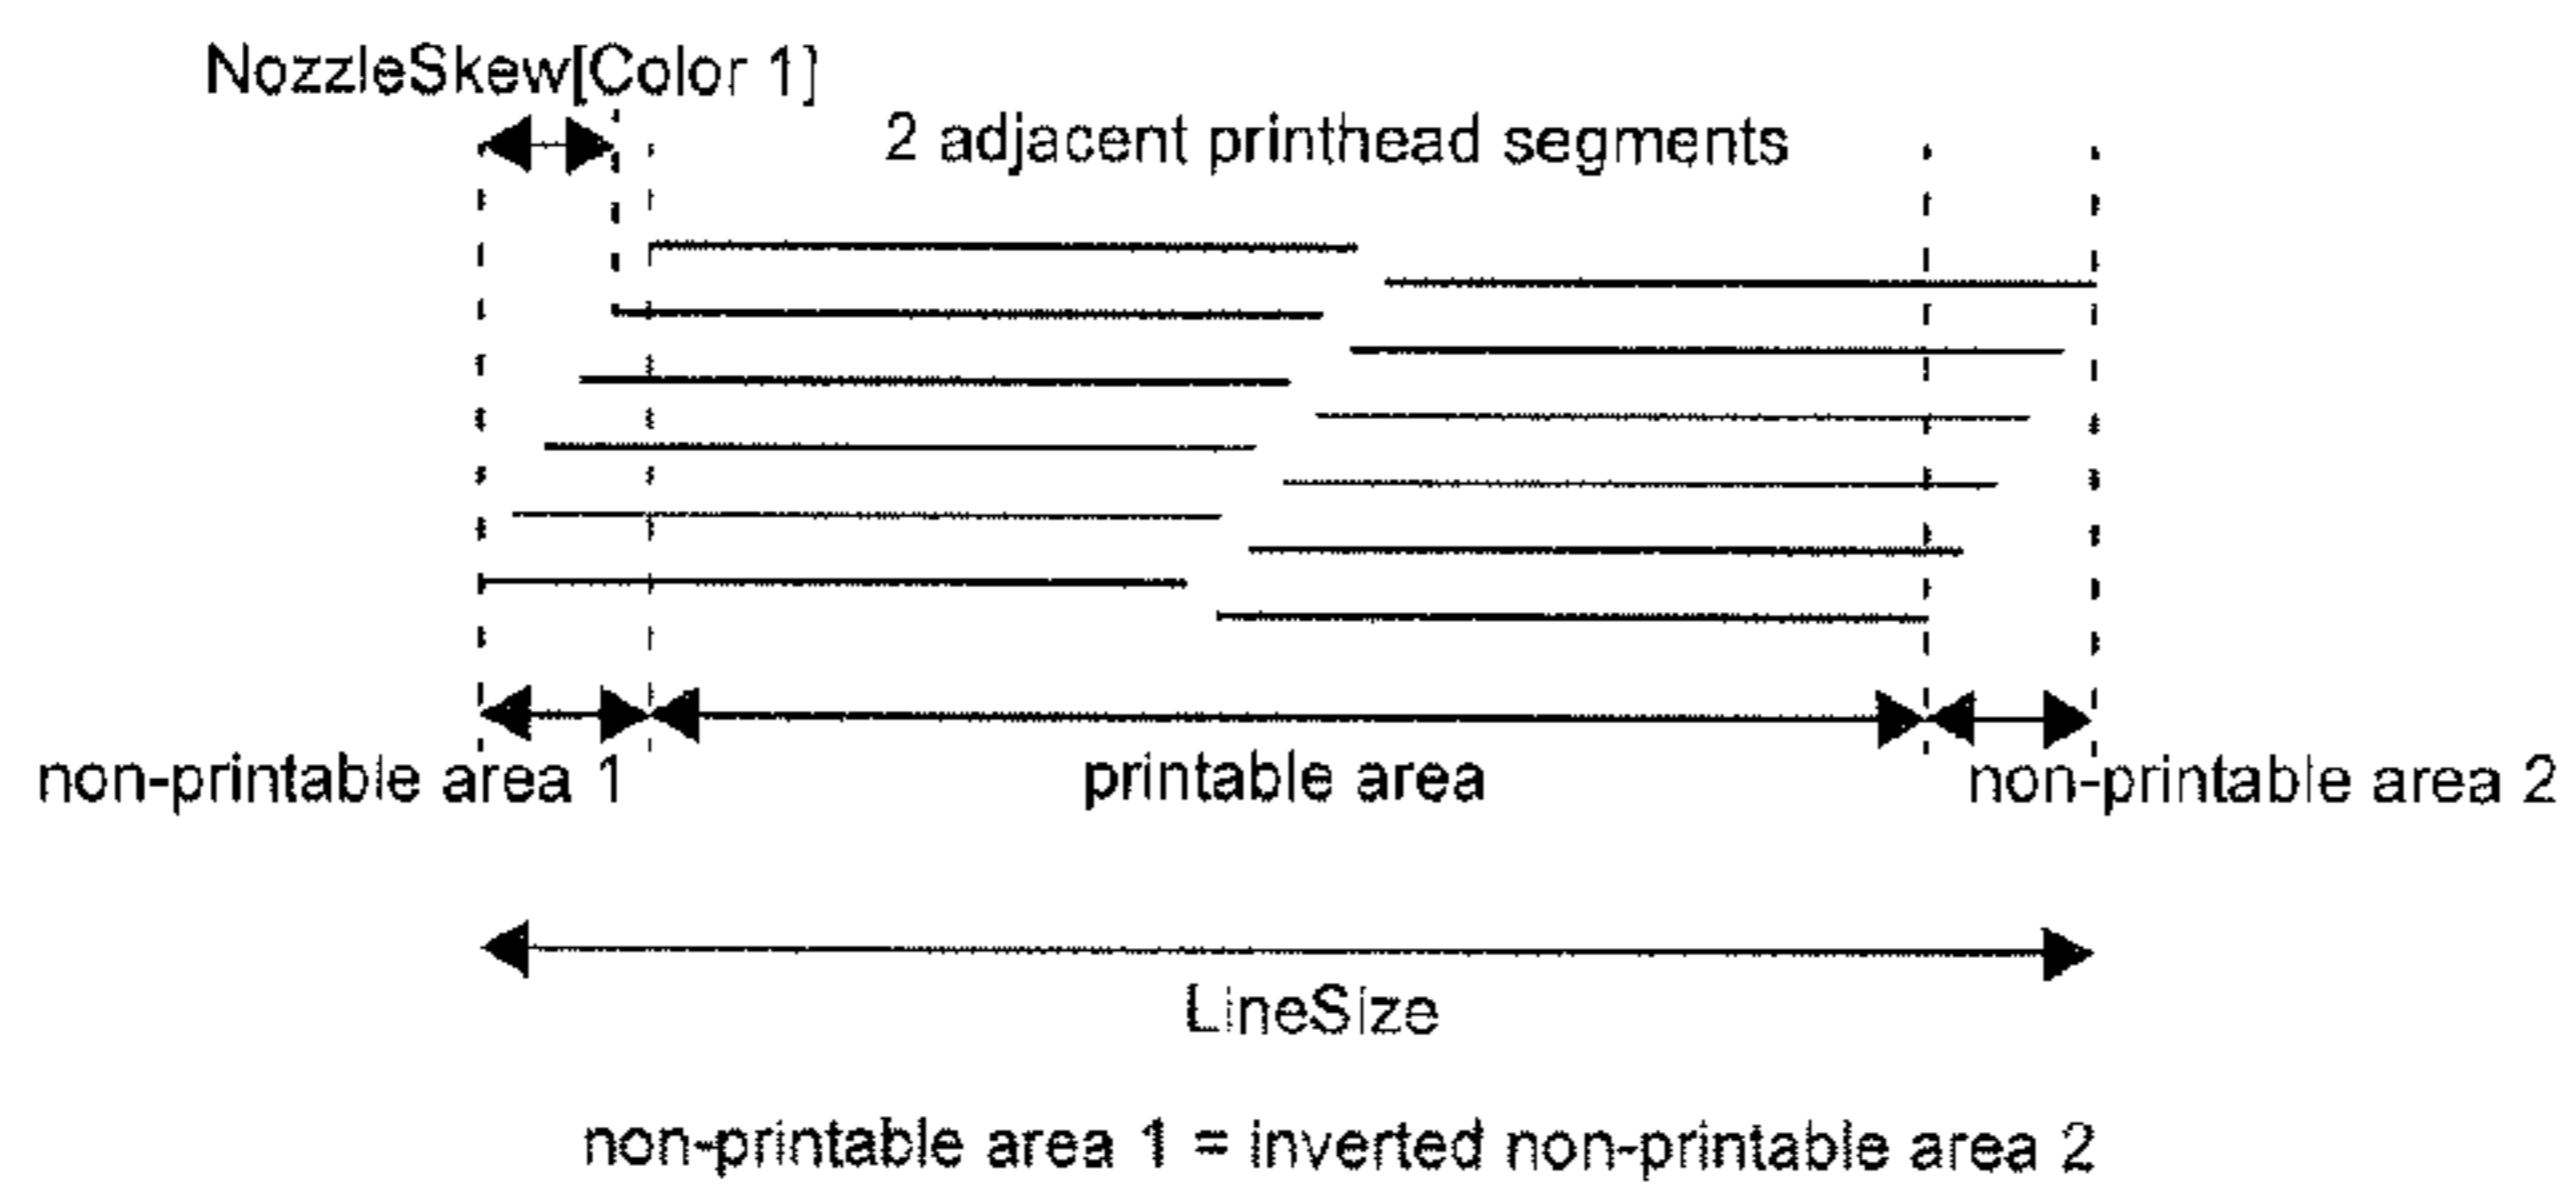 NozzleSkew[Color 1]
2 adjacent printhead segments
non-printable area 1
printable area
non-printable area 2
LineSize
non-printable area 1 = inverted non-printable area 2